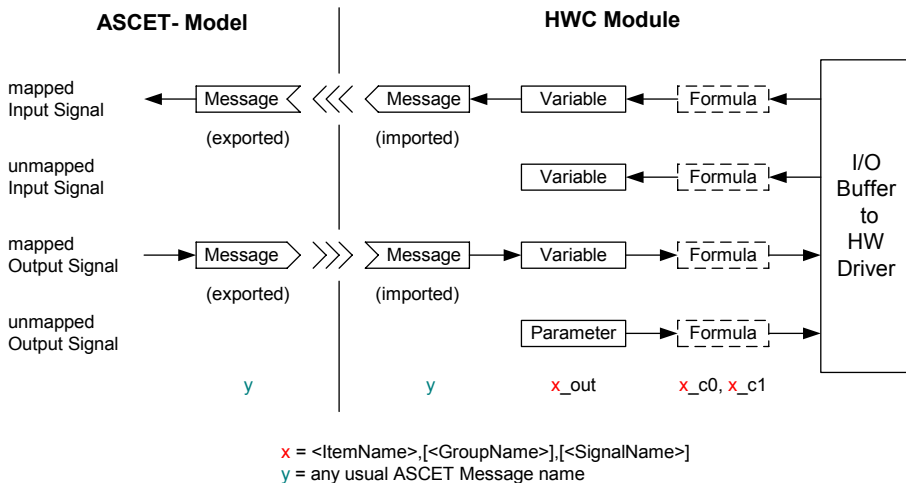 ASCET- Model
HWC Module
mapped
Input Signal
Message
(exported)
Message
(imported)
Variable
Formula
unmapped
Input Signal
Variable
Formula
mapped
Output Signal
Message
(exported)
Message
(imported)
Variable
Formula
unmapped
Output Signal
Parameter
Formula
I/O
Buffer
to
HW
Driver
y
y
x_out
x_c0, x_c1
x = <ItemName>,[<GroupName>],[<SignalName>]
y = any usual ASCET Message name